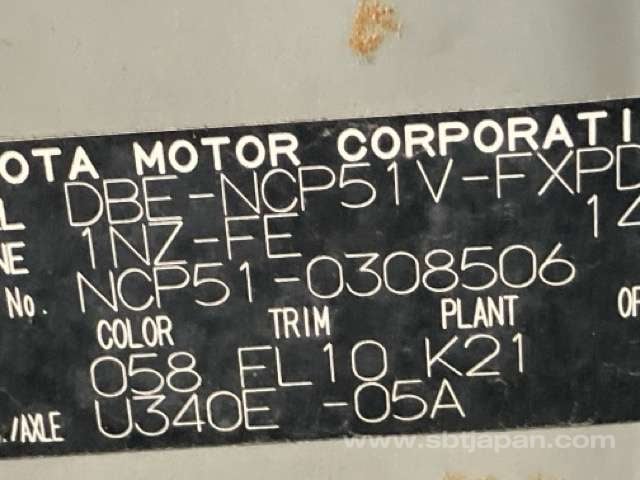 OTA MOTOR CORPORATI
L DBE-NCP51V-FXPD
NE 1NZ-FE 14
No. NCP51-0308506
COLOR TRIM PLANT OF
058 FL10 K21
./AXLE U340E -05A
www.sbtjapan.com